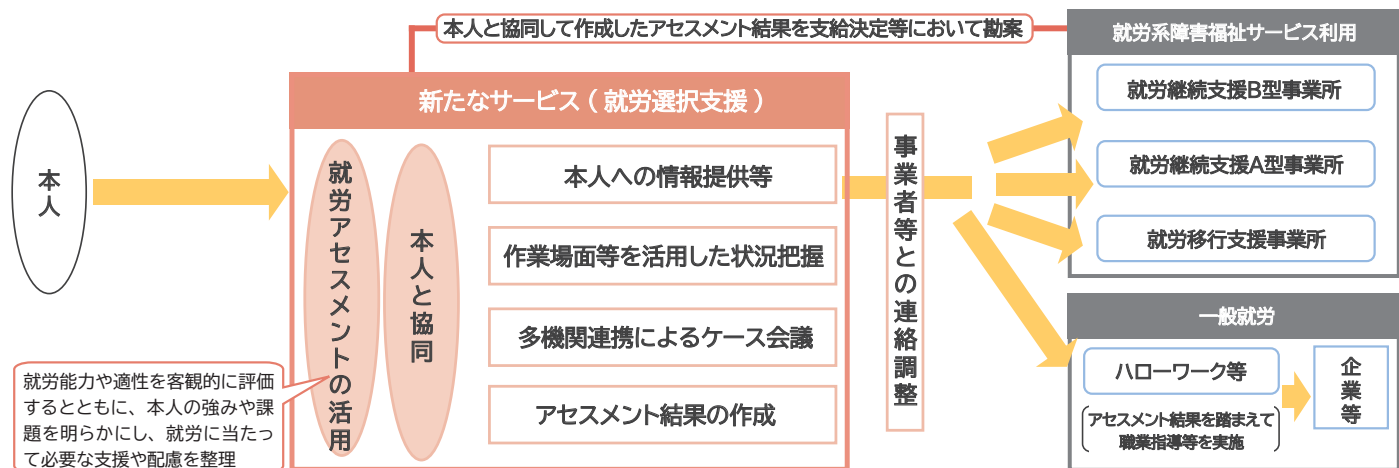 本人と協同して作成したアセスメント結果を支給決定等において勘案
本人
新たなサービス（就労選択支援）
就労アセスメントの活用
本人と協同
本人への情報提供等
作業場面等を活用した状況把握
多機関連携によるケース会議
アセスメント結果の作成
就労能力や適性を客観的に評価
するとともに、本人の強みや課
題を明らかにし、就労に当たっ
て必要な支援や配慮を整理
事業者等との連絡調整
就労系障害福祉サービス利用
就労継続支援B型事業所
就労継続支援A型事業所
就労移行支援事業所
一般就労
ハローワーク等
アセスメント結果を踏まえて
職業指導等を実施
企業等